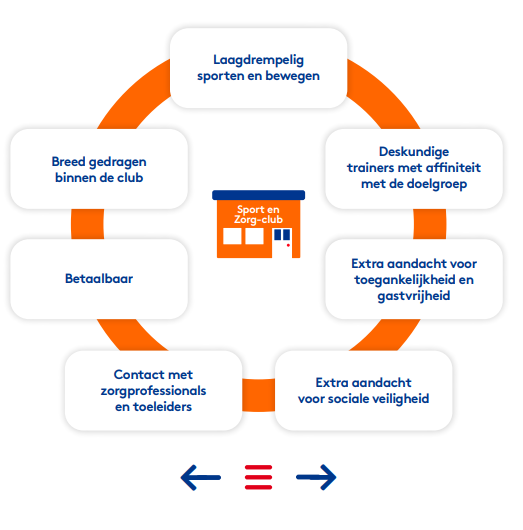 Laagdrempelig
sporten en bewegen
Deskundige
trainers met affiniteit
met de doelgroep
Extra aandacht voor
toegankelijkheid en
gastvrijheid
Extra aandacht
voor sociale veiligheid
Contact met
zorgprofessionals
en toeleiders
Betaalbaar
Breed gedragen
binnen de club
Sport en
Zorg-club